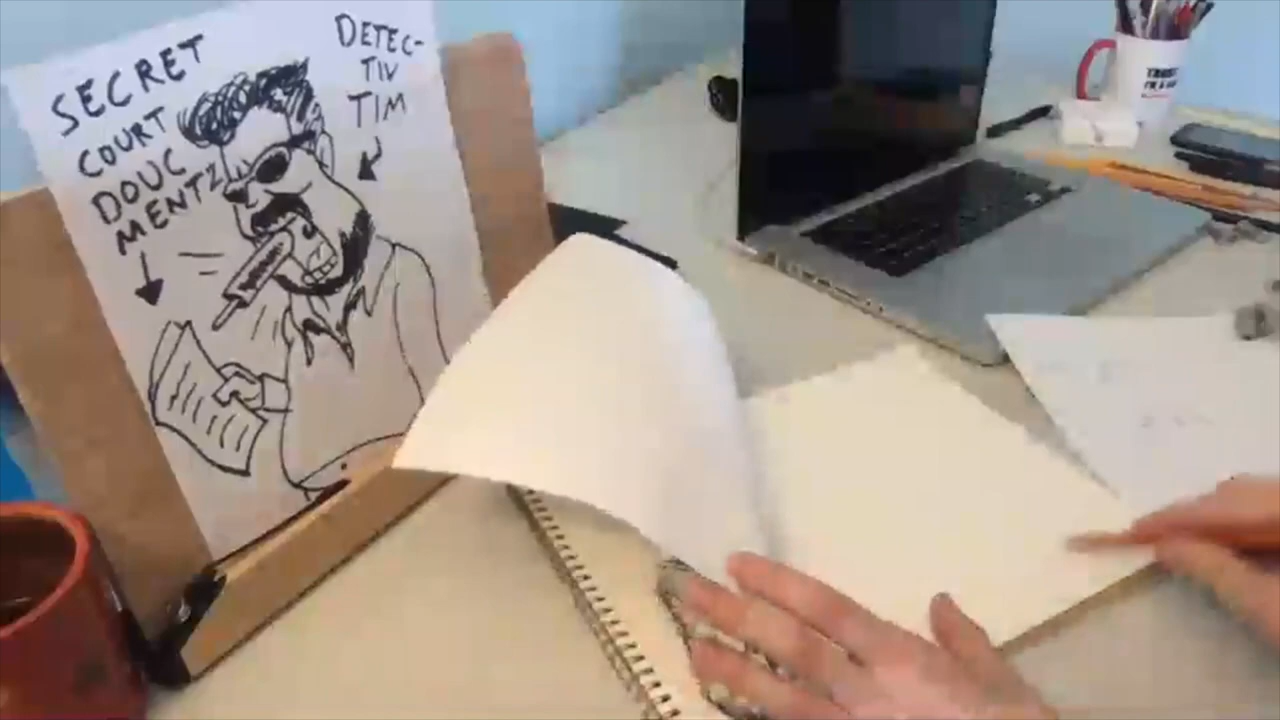 SECRET
COURT
DOUC
MENTZ
DETEC-
TIV
TIM